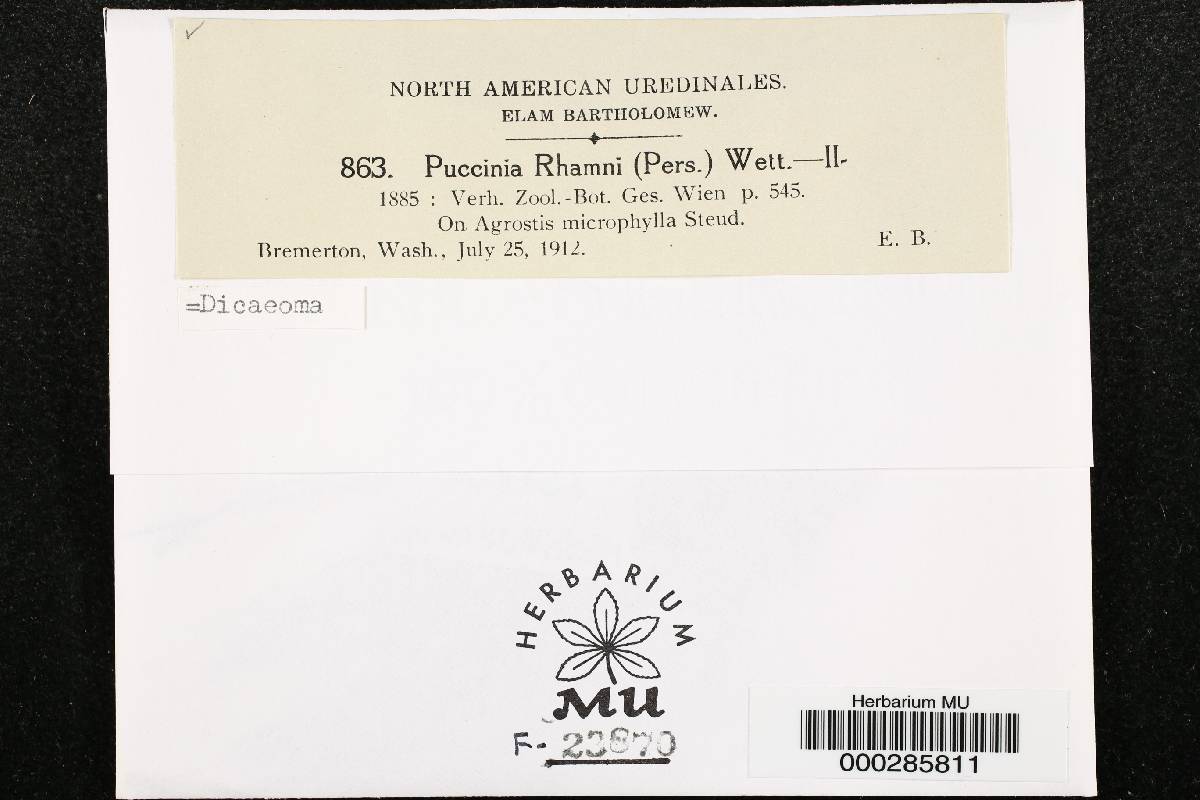 NORTH AMERICAN UREDINALES.
ELAM BARTHOLOMEW.
863. Puccinia Rhamni (Pers.) Wett.—II.
1885 : Verh. Zool.-Bot. Ges. Wien p. 545.
On Agrostis microphylla Steud.
Bremerton, Wash., July 25, 1912. E. B.
=Dicaeoma
HERBARIUM
MU
F- 23870
Herbarium MU
000285811